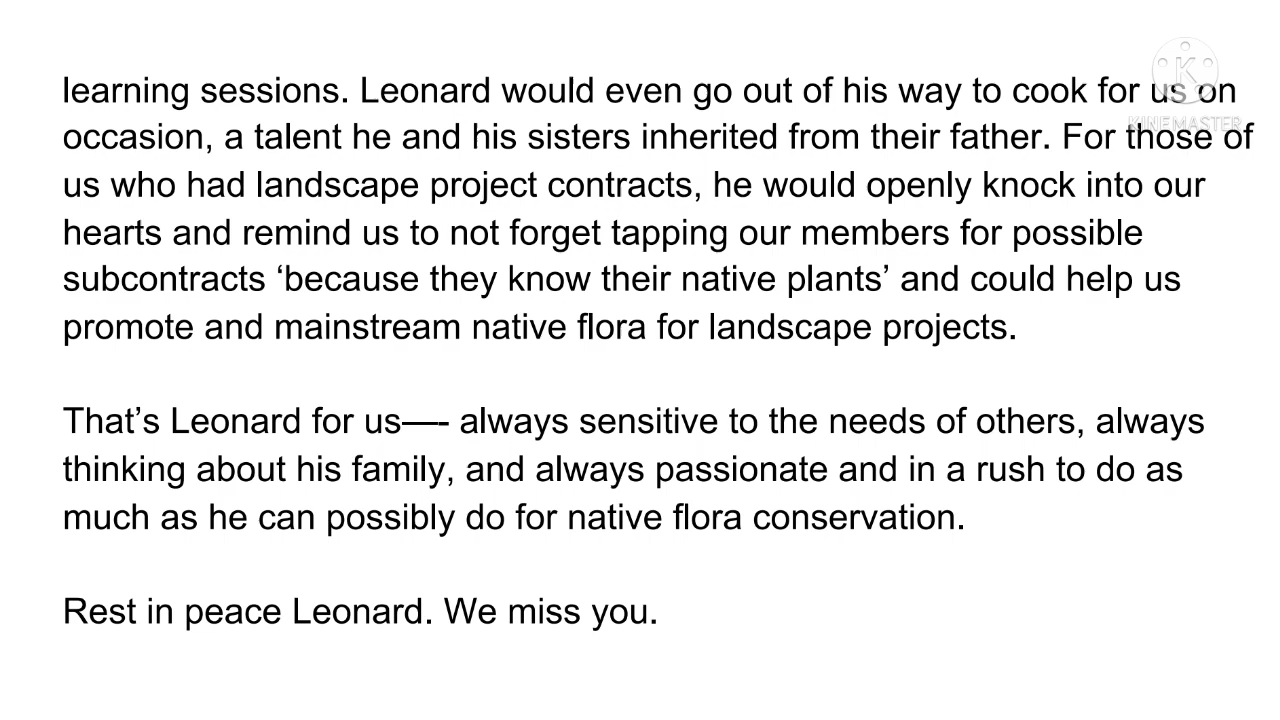 learning sessions. Leonard would even go out of his way to cook for us on
occasion, a talent he and his sisters inherited from their father. For those of
us who had landscape project contracts, he would openly knock into our
hearts and remind us to not forget tapping our members for possible
subcontracts ‘because they know their native plants’ and could help us
promote and mainstream native flora for landscape projects.
That’s Leonard for us—- always sensitive to the needs of others, always
thinking about his family, and always passionate and in a rush to do as
much as he can possibly do for native flora conservation.
Rest in peace Leonard. We miss you.
K
KINEMASTER